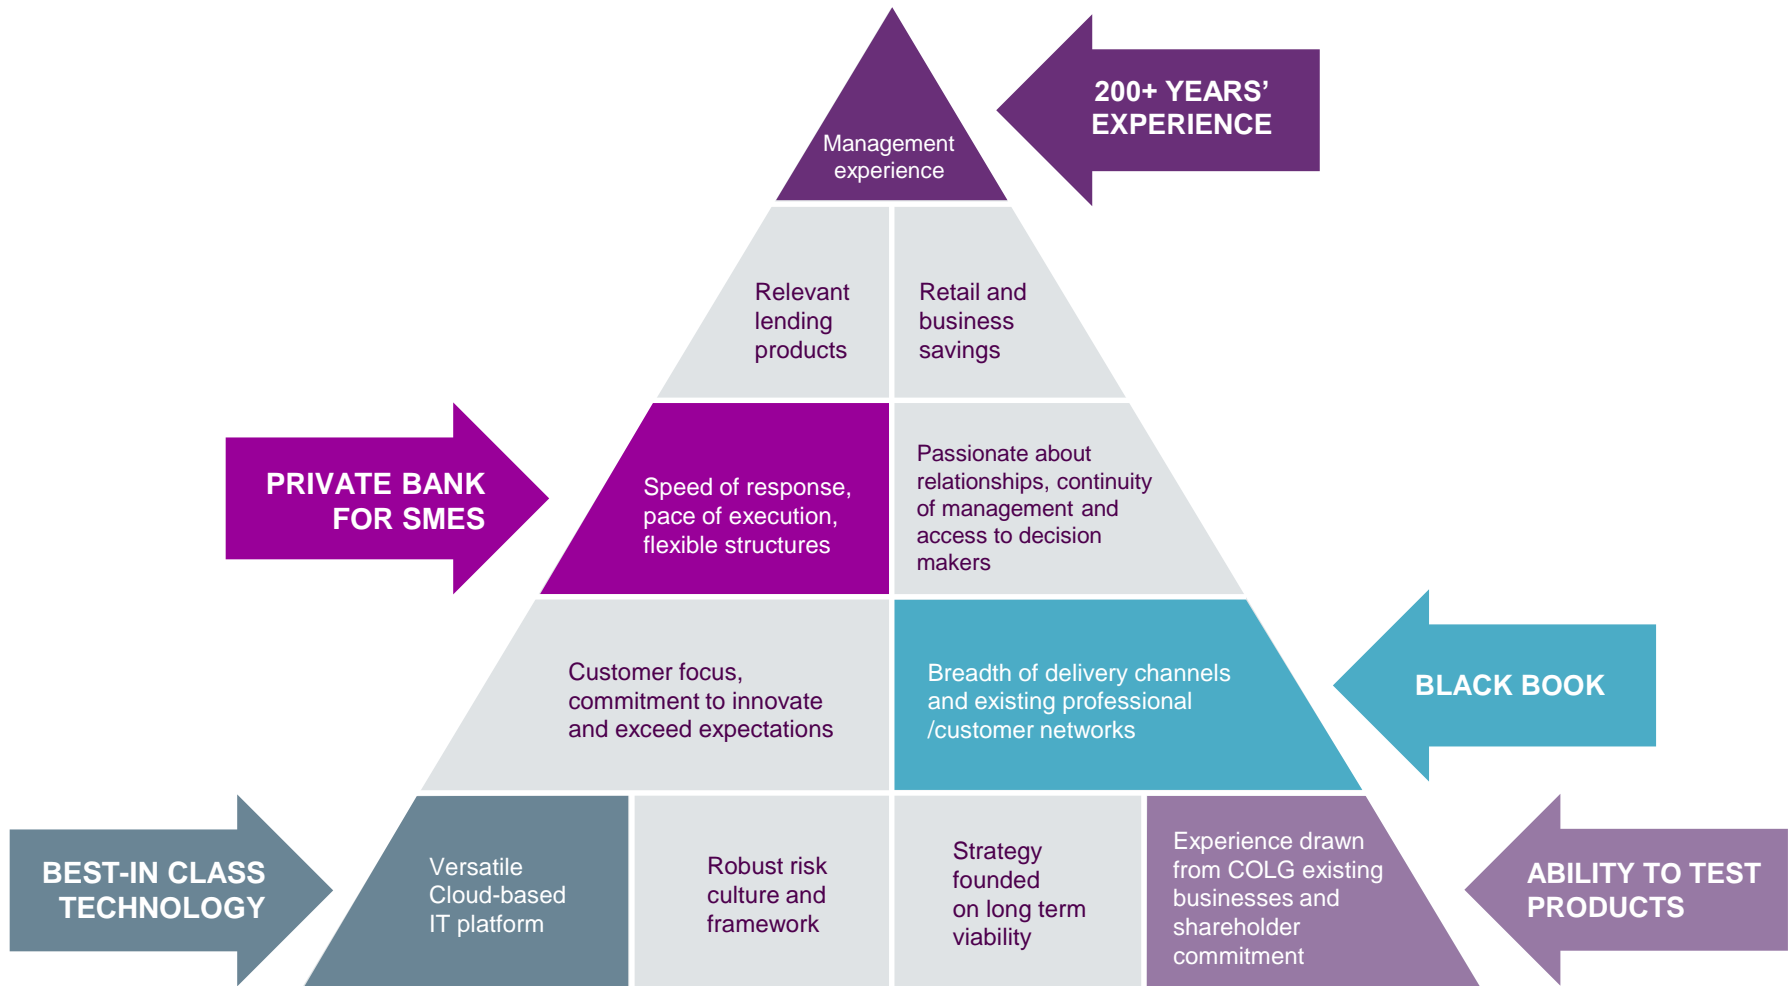 Management
experience
200+ YEARS’
EXPERIENCE
Relevant
lending
products
Retail and
business
savings
PRIVATE BANK
FOR SMES
Speed of response,
pace of execution,
flexible structures
Passionate about
relationships, continuity
of management and
access to decision
makers
Customer focus,
commitment to innovate
and exceed expectations
Breadth of delivery channels
and existing professional
/customer networks
BLACK BOOK
BEST-IN CLASS
TECHNOLOGY
Versatile
Cloud-based
IT platform
Robust risk
culture and
framework
Strategy
founded
on long term
viability
Experience drawn
from COLG existing
businesses and
shareholder
commitment
ABILITY TO TEST
PRODUCTS